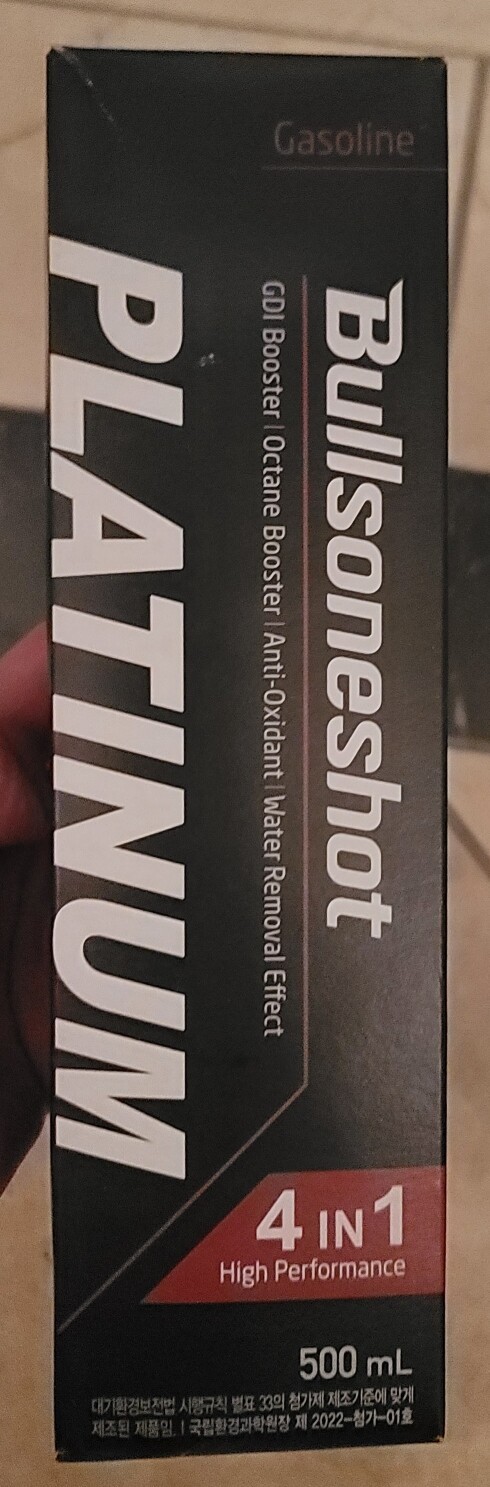 Gasoline
Bullsoneshot
GDI Booster | Octane Booster | Anti-Oxidant | Water Removal Effect
PLATINUM
4 IN 1
High Performance
500 mL
대기환경보전법 시행규칙 별표 33의 첨가제 제조기준에 맞게
제조된 제품임. | 국립환경과학원장 제 2022-첨가-01호